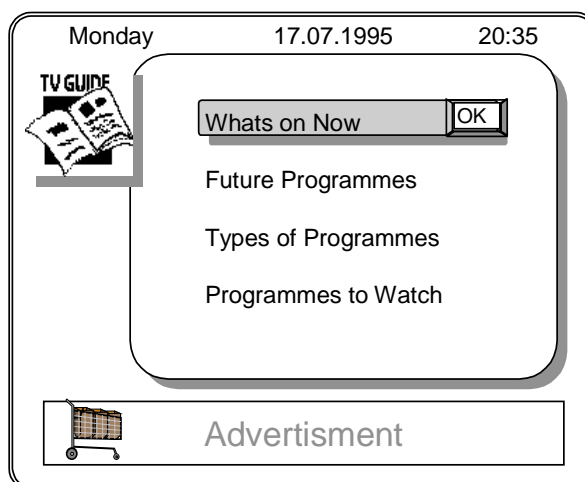 Monday 17.07.1995 20:35
TV GUIDE
Whats on Now OK
Future Programmes
Types of Programmes
Programmes to Watch
Advertisment